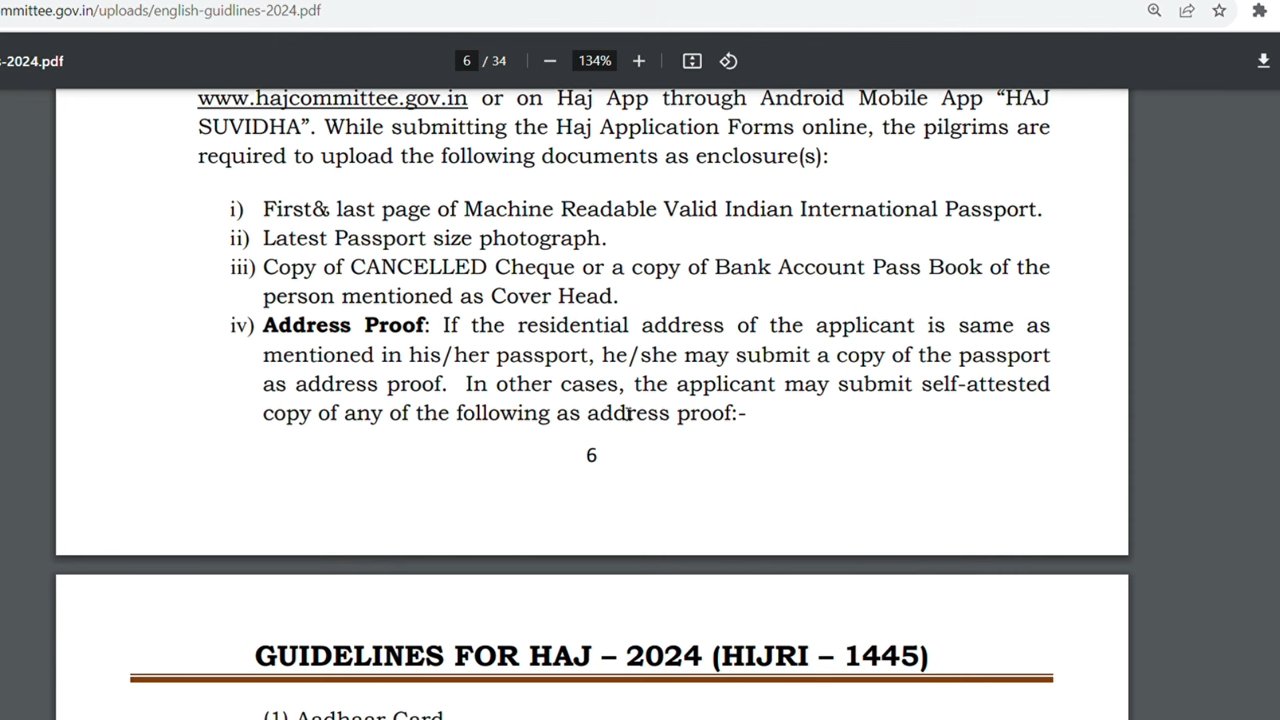 mmittee.gov.in/uploads/english-guidlines-2024.pdf
-2024.pdf
6 / 34
134%
www.hajcommittee.gov.in or on Haj App through Android Mobile App “HAJ
SUVIDHA”. While submitting the Haj Application Forms online, the pilgrims are
required to upload the following documents as enclosure(s):
i) First& last page of Machine Readable Valid Indian International Passport.
ii) Latest Passport size photograph.
iii) Copy of CANCELLED Cheque or a copy of Bank Account Pass Book of the
person mentioned as Cover Head.
iv) Address Proof: If the residential address of the applicant is same as
mentioned in his/her passport, he/she may submit a copy of the passport
as address proof. In other cases, the applicant may submit self-attested
copy of any of the following as address proof:-
6
GUIDELINES FOR HAJ – 2024 (HIJRI – 1445)
(1) Aadhaar Card